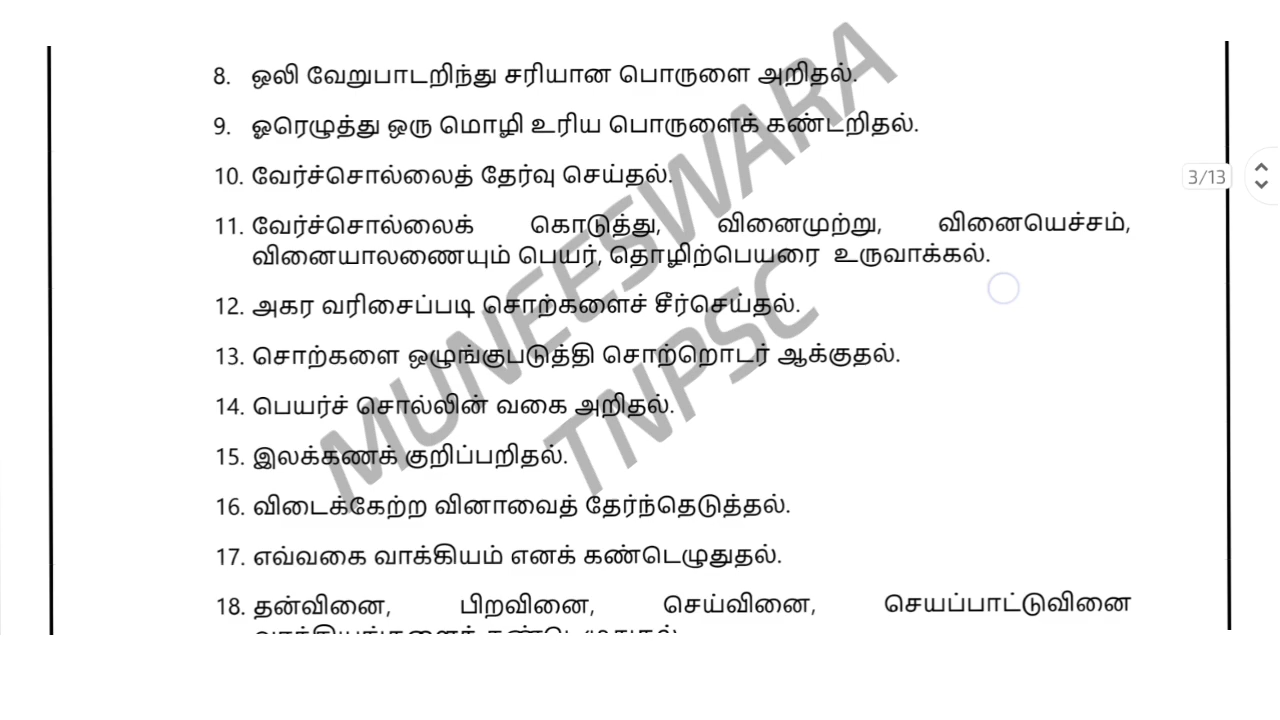 8. ஒலி வேறுபாடறிந்து சரியான பொருளை அறிதல்.
9. ஓரெழுத்து ஒரு மொழி உரிய பொருளைக் கண்டறிதல்.
10. வேர்ச்சொல்லைத் தேர்வு செய்தல்.
11. வேர்ச்சொல்லைக் கொடுத்து, வினைமுற்று, வினையெச்சம்,
வினையாலணையும் பெயர், தொழிற்பெயரை உருவாக்கல்.
12. அகர வரிசைப்படி சொற்களைச் சீர்செய்தல்.
13. சொற்களை ஒழுங்குபடுத்தி சொற்றொடர் ஆக்குதல்.
14. பெயர்ச் சொல்லின் வகை அறிதல்.
15. இலக்கணக் குறிப்பறிதல்.
16. விடைக்கேற்ற வினாவைத் தேர்ந்தெடுத்தல்.
17. எவ்வகை வாக்கியம் எனக் கண்டெழுதுதல்.
18. தன்வினை, பிறவினை, செய்வினை, செயப்பாட்டுவினை
MUNEESWARA
TNPSC
3/13